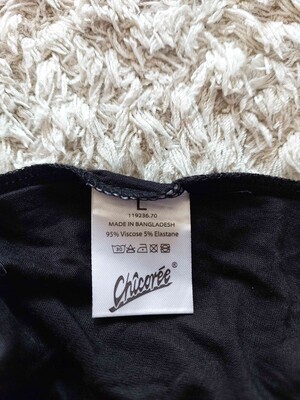 L
119236.70
MADE IN BANGLADESH
95% Viscose 5% Elastane
Chicorée®